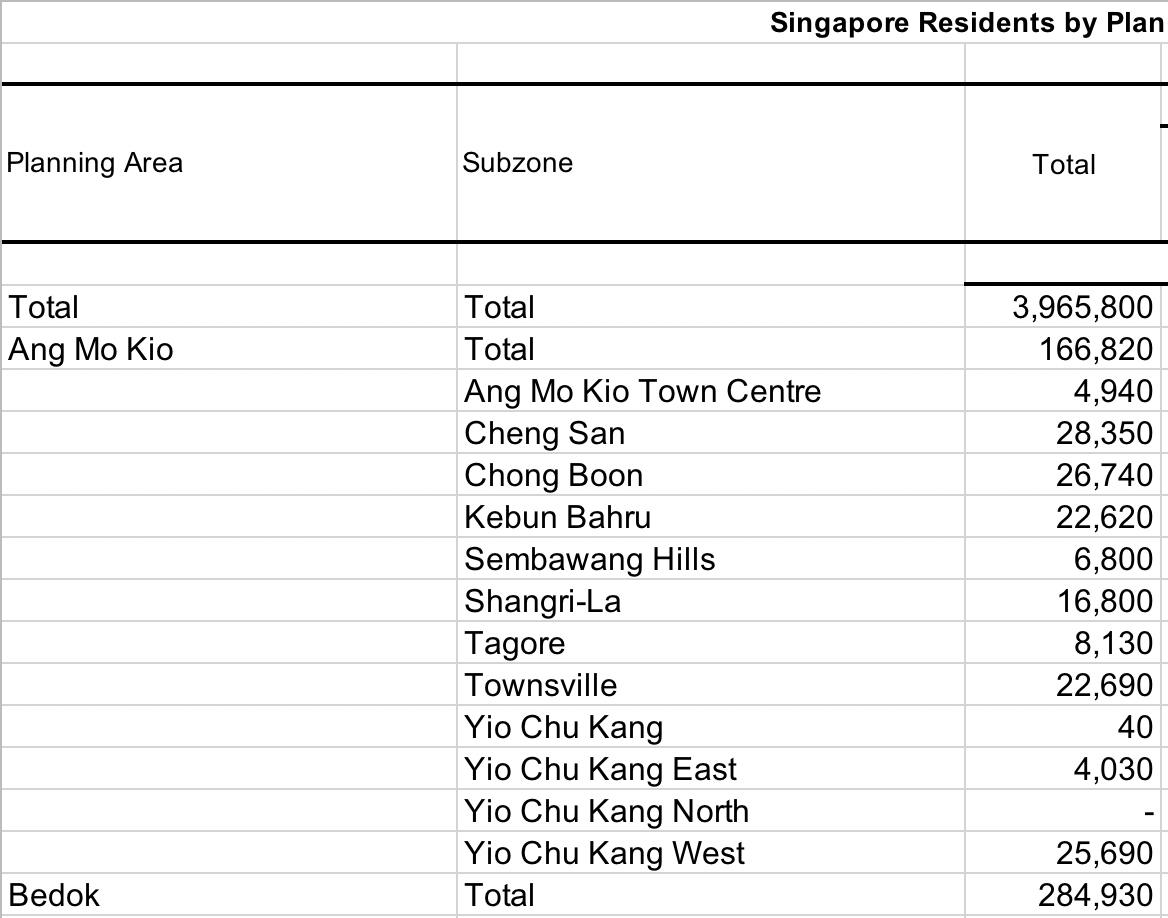 Singapore Residents by Plan
Planning Area Subzone Total
Total Total 3,965,800
Ang Mo Kio Total 166,820
Ang Mo Kio Town Centre 4,940
Cheng San 28,350
Chong Boon 26,740
Kebun Bahru 22,620
Sembawang Hills 6,800
Shangri-La 16,800
Tagore 8,130
Townsville 22,690
Yio Chu Kang 40
Yio Chu Kang East 4,030
Yio Chu Kang North -
Yio Chu Kang West 25,690
Bedok Total 284,930